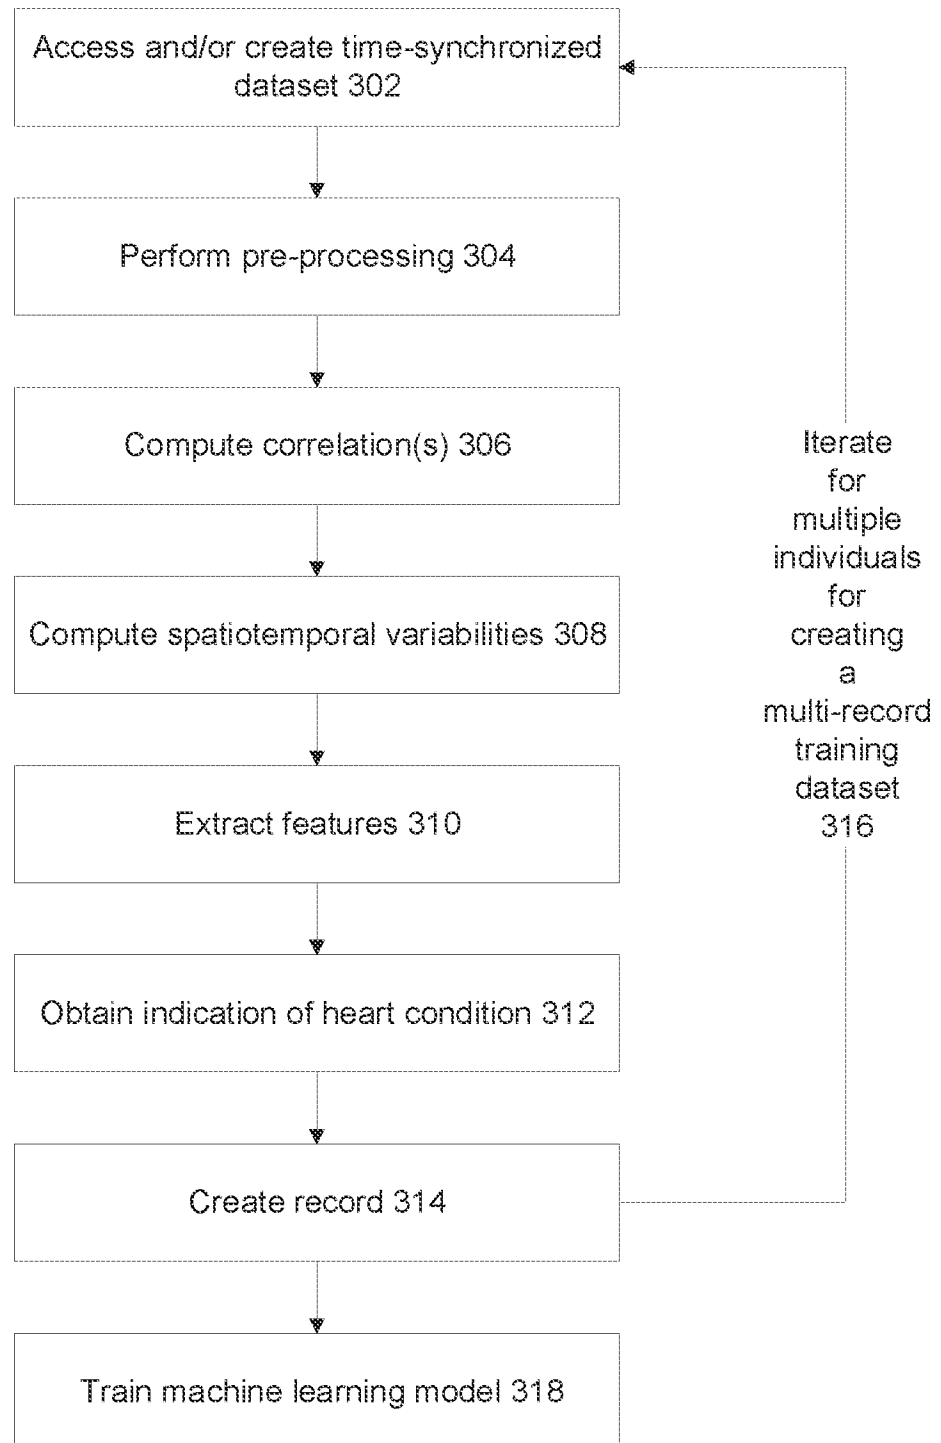 Access and/or create time-synchronized
dataset 302
Perform pre-processing 304
Compute correlation(s) 306
Compute spatiotemporal variabilities 308
Extract features 310
Obtain indication of heart condition 312
Create record 314
Train machine learning model 318
Iterate
for
multiple
individuals
for
creating
a
multi-record
training
dataset
316